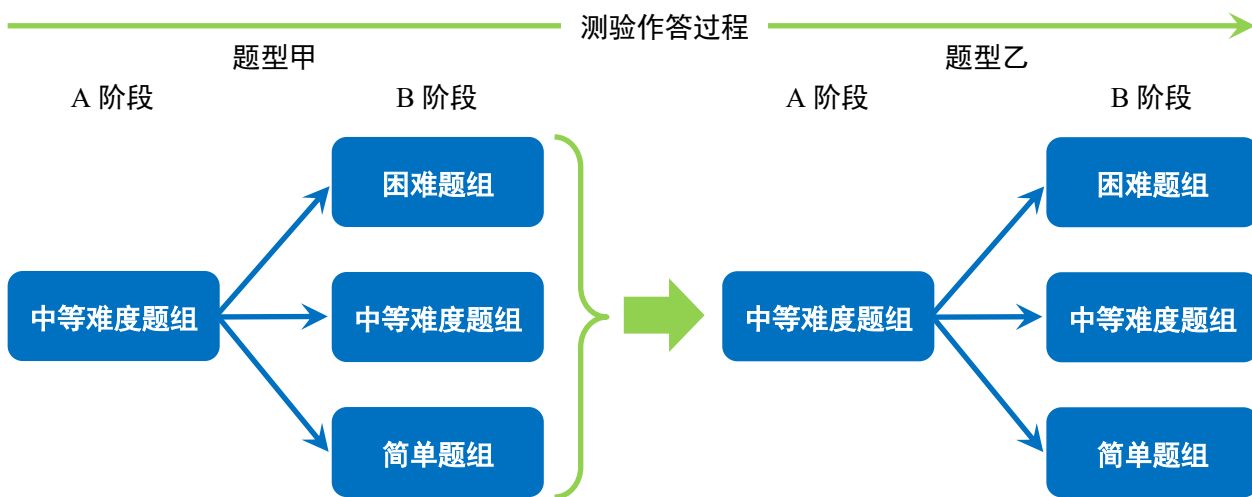 测验作答过程
题型甲
题型乙
A 阶段
B 阶段
A 阶段
B 阶段
困难题组
困难题组
中等难度题组
中等难度题组
中等难度题组
中等难度题组
简单题组
简单题组